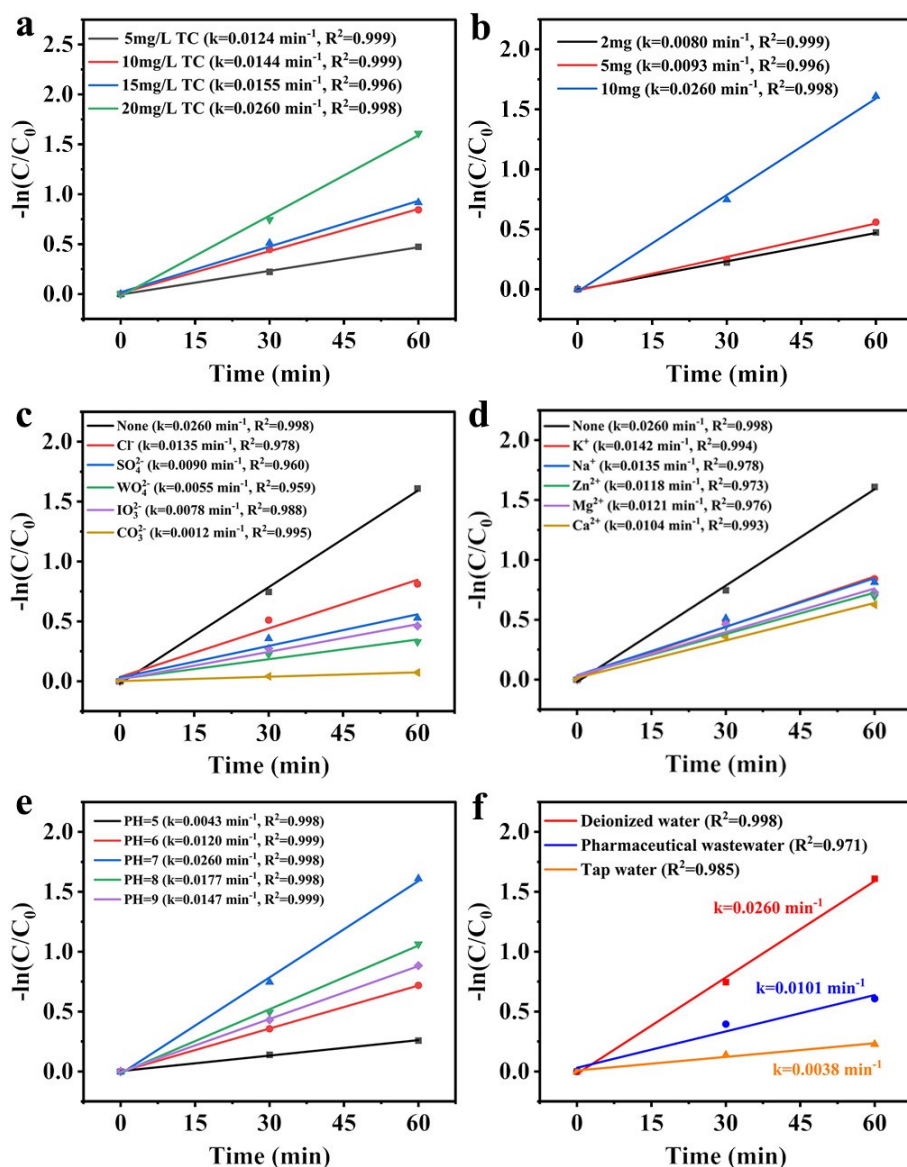 a
5mg/L TC (k=0.0124 min⁻¹, R²=0.999)
10mg/L TC (k=0.0144 min⁻¹, R²=0.999)
15mg/L TC (k=0.0155 min⁻¹, R²=0.996)
20mg/L TC (k=0.0260 min⁻¹, R²=0.998)
-ln(C/C₀)
2.5
2.0
1.5
1.0
0.5
0.0
0 15 30 45 60
Time (min)
b
2mg (k=0.0080 min⁻¹, R²=0.999)
5mg (k=0.0093 min⁻¹, R²=0.996)
10mg (k=0.0260 min⁻¹, R²=0.998)
-ln(C/C₀)
2.0
1.5
1.0
0.5
0.0
0 15 30 45 60
Time (min)
c
None (k=0.0260 min⁻¹, R²=0.998)
Cl⁻ (k=0.0135 min⁻¹, R²=0.978)
SO₄²⁻ (k=0.0090 min⁻¹, R²=0.960)
WO₄²⁻ (k=0.0055 min⁻¹, R²=0.959)
IO₃²⁻ (k=0.0078 min⁻¹, R²=0.988)
CO₃²⁻ (k=0.0012 min⁻¹, R²=0.995)
-ln(C/C₀)
2.0
1.5
1.0
0.5
0.0
0 15 30 45 60
Time (min)
d
None (k=0.0260 min⁻¹, R²=0.998)
K⁺ (k=0.0142 min⁻¹, R²=0.994)
Na⁺ (k=0.0135 min⁻¹, R²=0.978)
Zn²⁺ (k=0.0118 min⁻¹, R²=0.973)
Mg²⁺ (k=0.0121 min⁻¹, R²=0.976)
Ca²⁺ (k=0.0104 min⁻¹, R²=0.993)
-ln(C/C₀)
2.0
1.5
1.0
0.5
0.0
0 15 30 45 60
Time (min)
e
PH=5 (k=0.0043 min⁻¹, R²=0.998)
PH=6 (k=0.0120 min⁻¹, R²=0.999)
PH=7 (k=0.0260 min⁻¹, R²=0.998)
PH=8 (k=0.0177 min⁻¹, R²=0.998)
PH=9 (k=0.0147 min⁻¹, R²=0.999)
-ln(C/C₀)
2.0
1.5
1.0
0.5
0.0
0 15 30 45 60
Time (min)
f
Deionized water (R²=0.998)
Pharmaceutical wastewater (R²=0.971)
Tap water (R²=0.985)
k=0.0260 min⁻¹
k=0.0101 min⁻¹
k=0.0038 min⁻¹
-ln(C/C₀)
2.0
1.5
1.0
0.5
0.0
0 15 30 45 60
Time (min)